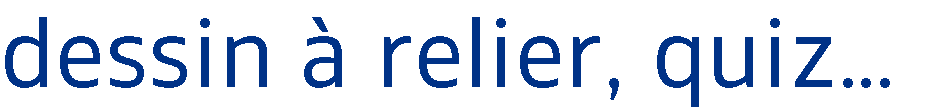 dessin à relier, quiz...